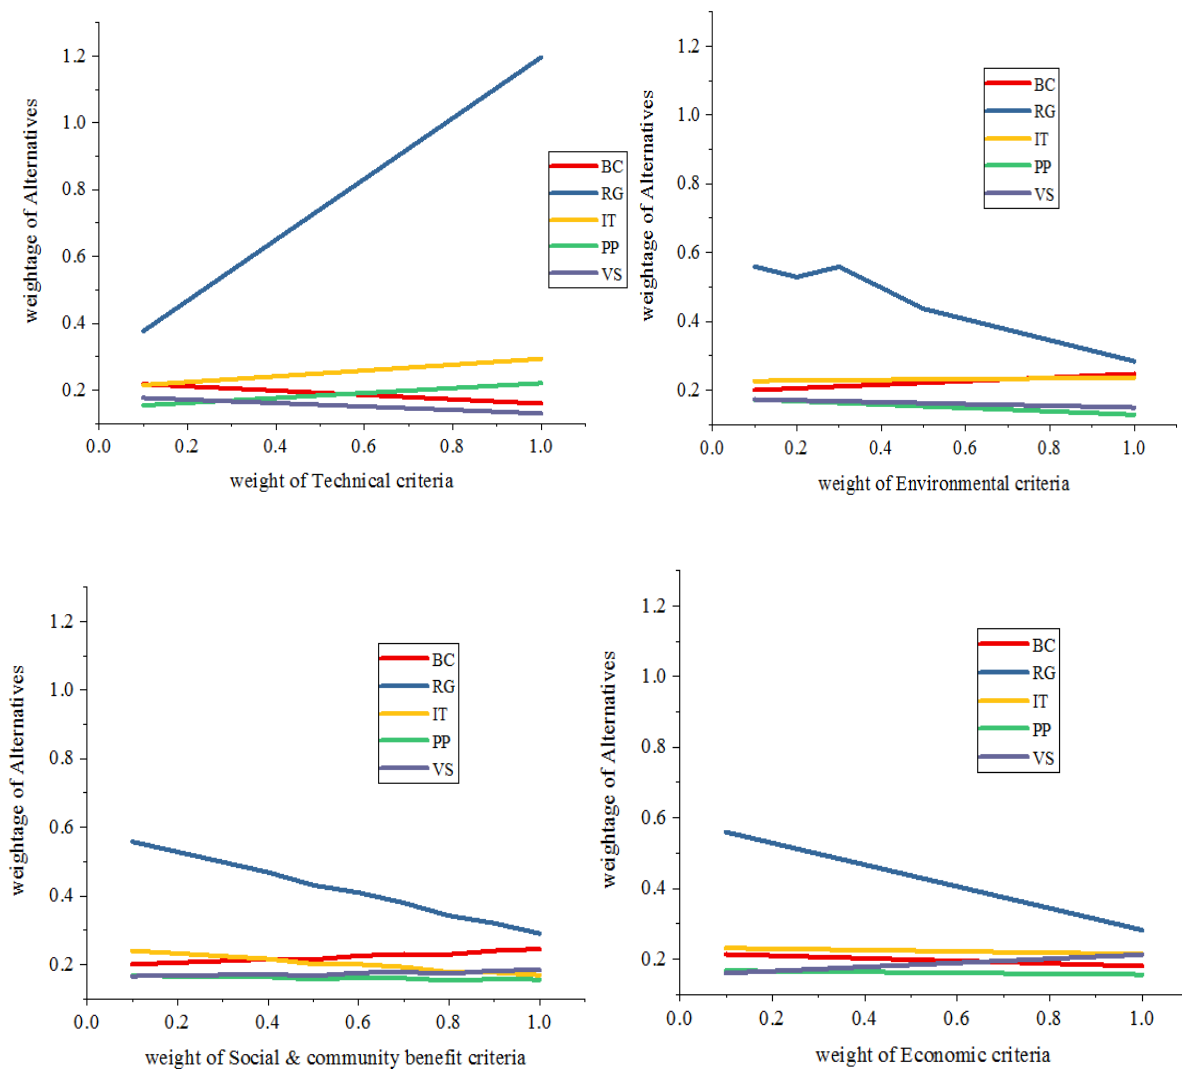 weightage of Alternatives
1.2
1.0
0.8
0.6
0.4
0.2
0.0 0.2 0.4 0.6 0.8 1.0
weight of Technical criteria
BC
RG
IT
PP
VS
weightage of Alternatives
1.2
1.0
0.8
0.6
0.4
0.2
0.0 0.2 0.4 0.6 0.8 1.0
weight of Environmental criteria
BC
RG
IT
PP
VS
weightage of Alternatives
1.2
1.0
0.8
0.6
0.4
0.2
0.0 0.2 0.4 0.6 0.8 1.0
weight of Social & community benefit criteria
BC
RG
IT
PP
VS
weightage of Alternatives
1.2
1.0
0.8
0.6
0.4
0.2
0.0 0.2 0.4 0.6 0.8 1.0
weight of Economic criteria
BC
RG
IT
PP
VS